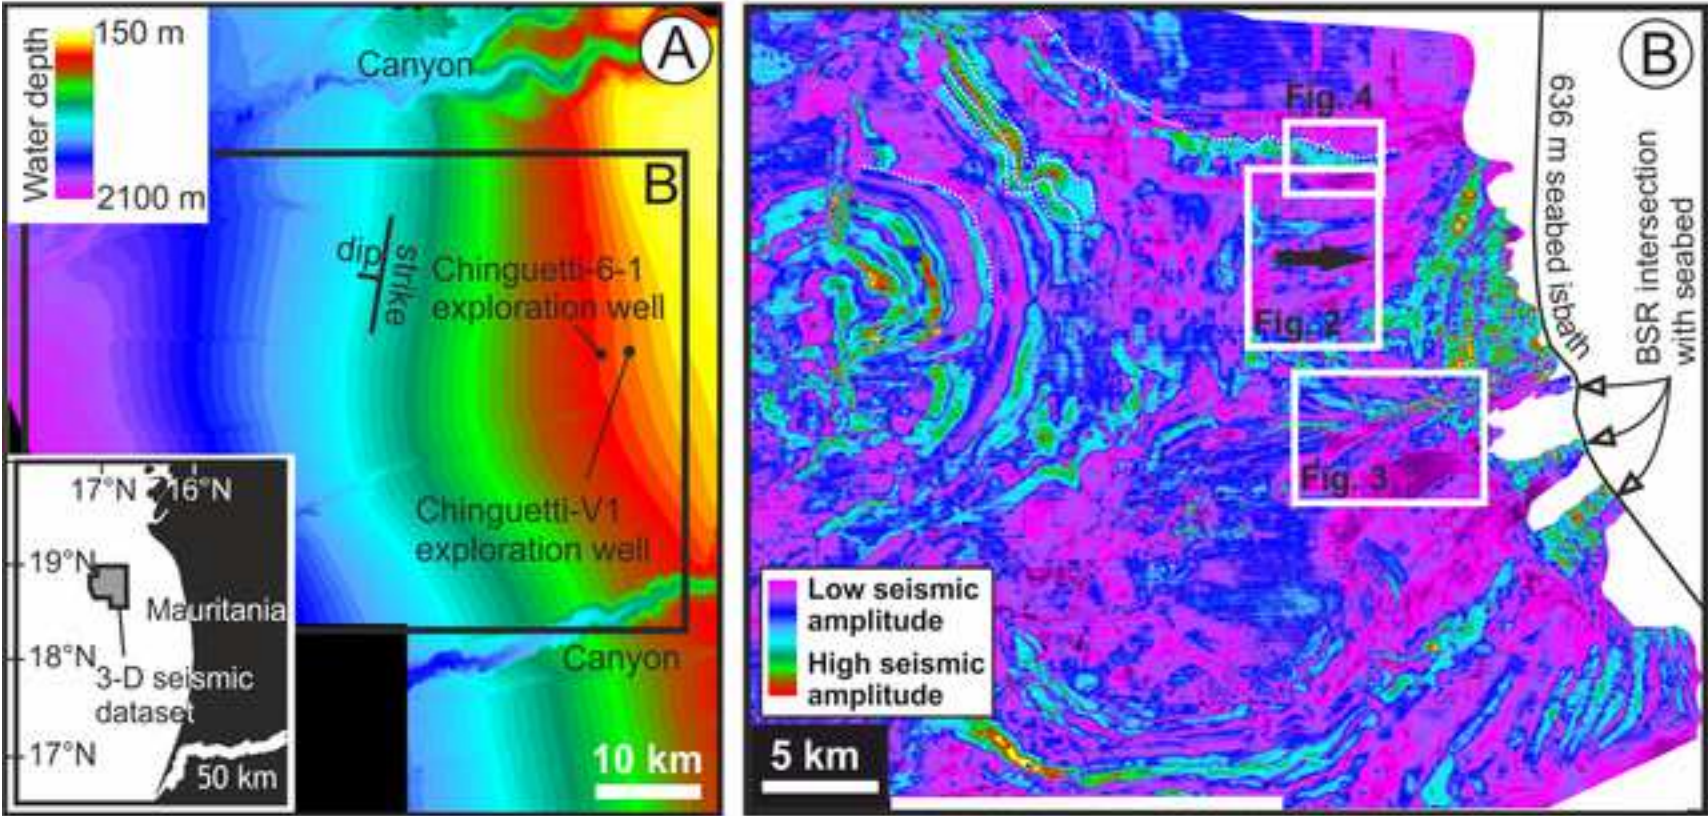 150 m
Water depth
2100 m
Canyon
A
B
dip
strike
Chinguetti-6-1
exploration well
Chinguetti-V1
exploration well
Canyon
10 km
17°N
16°N
19°N
Mauritania
18°N
3-D seismic
dataset
17°N
50 km
B
Fig. 4
636 m seabed isbath
BSR intersection
with seabed
Fig. 2
Fig. 3
Low seismic
amplitude
High seismic
amplitude
5 km